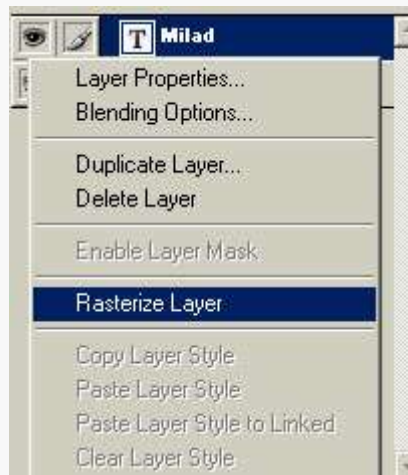 T Milad
Layer Properties...
Blending Options...
Duplicate Layer...
Delete Layer
Enable Layer Mask
Rasterize Layer
Copy Layer Style
Paste Layer Style
Paste Layer Style to Linked
Clear Layer Style